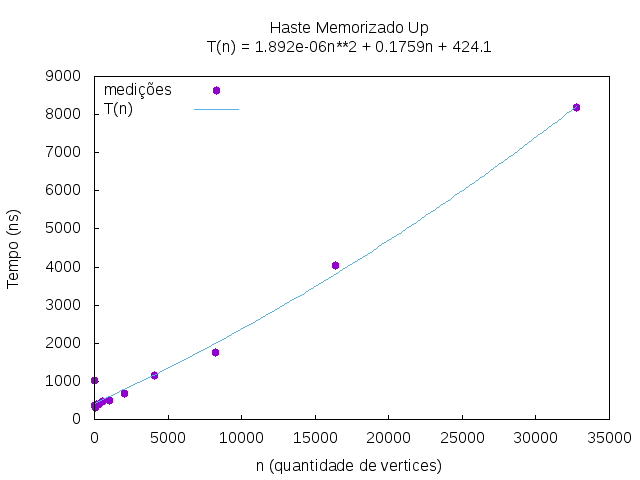 Haste Memorizado Up
T(n) = 1.892e-06n**2 + 0.1759n + 424.1
9000
8000
7000
6000
5000
4000
3000
2000
1000
0
medições
T(n)
Tempo (ns)
0 5000 10000 15000 20000 25000 30000 35000
n (quantidade de vertices)